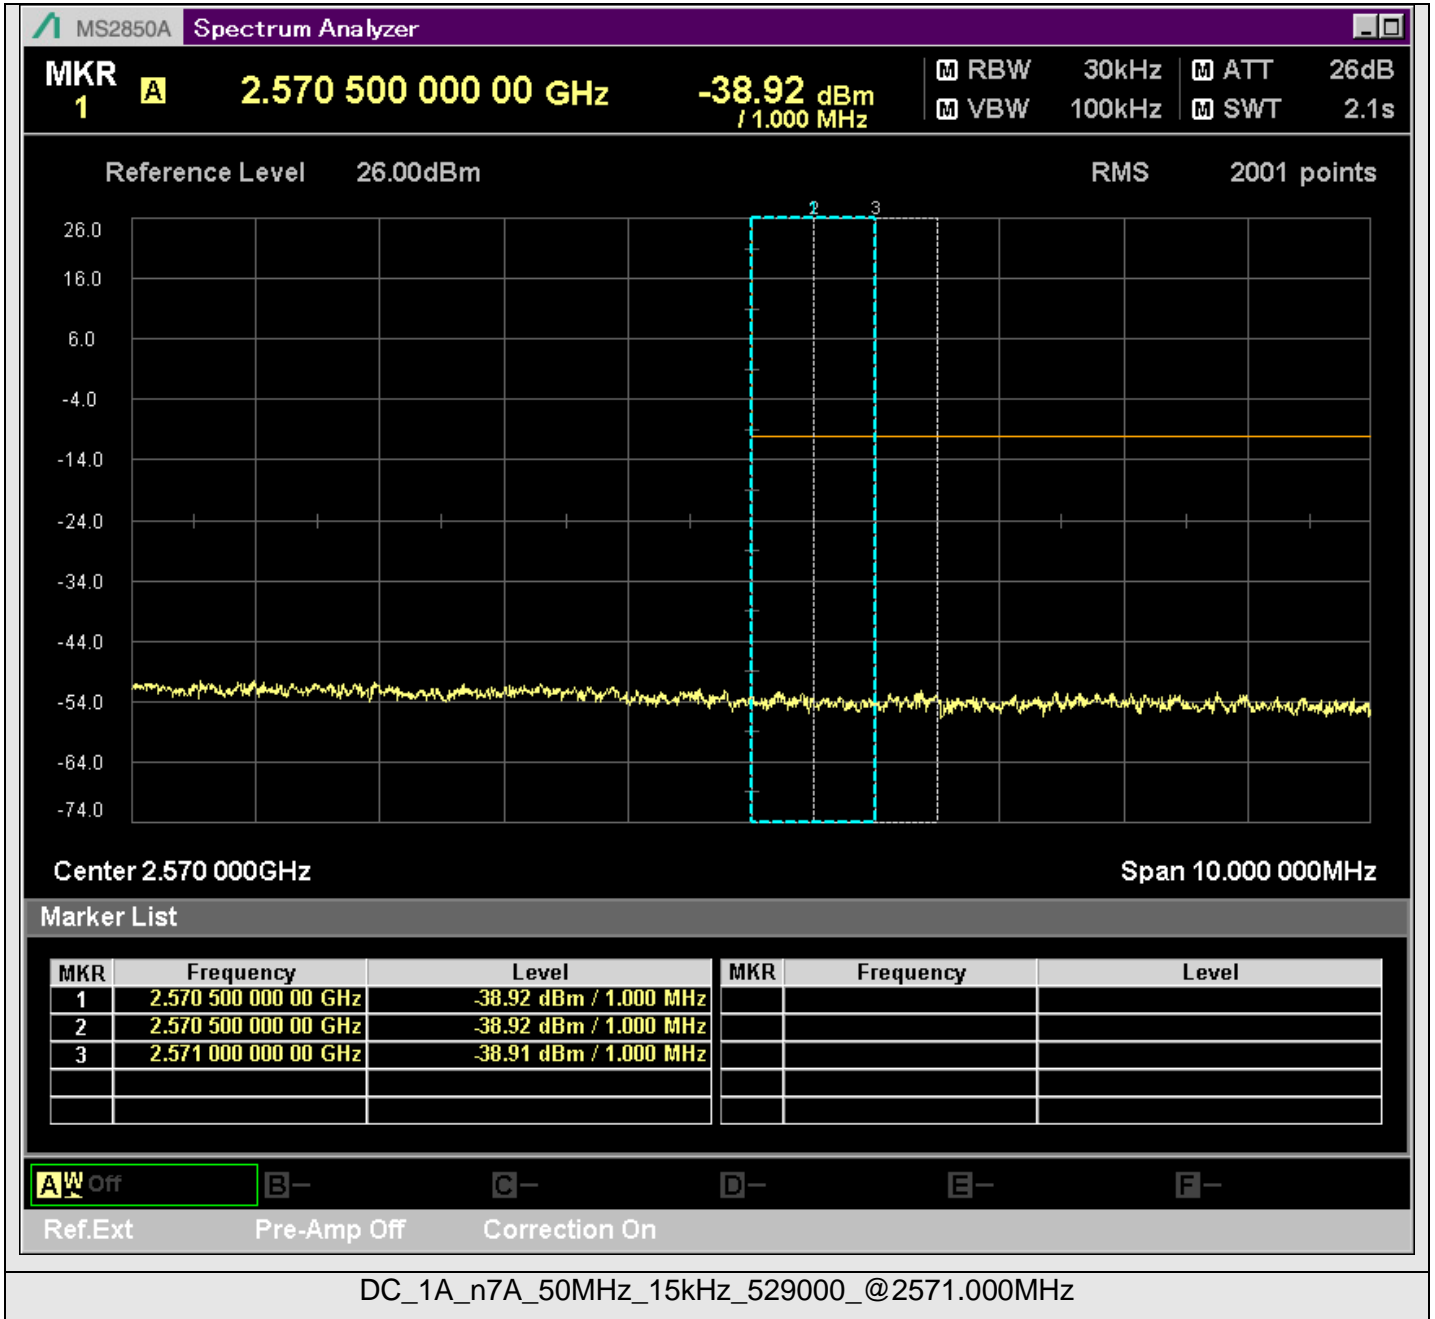 MS2850A Spectrum Analyzer
MKR 1 A 2.570 500 000 00 GHz -38.92 dBm / 1.000 MHz
M RBW 30kHz M ATT 26dB
M VBW 100kHz M SWT 2.1s
Reference Level 26.00dBm RMS 2001 points
2 3
26.0
16.0
6.0
-4.0
-14.0
-24.0
-34.0
-44.0
-54.0
-64.0
-74.0
Center 2.570 000GHz Span 10.000 000MHz
Marker List
MKR Frequency Level MKR Frequency Level
1 2.570 500 000 00 GHz -38.92 dBm / 1.000 MHz
2 2.570 500 000 00 GHz -38.92 dBm / 1.000 MHz
3 2.571 000 000 00 GHz -38.91 dBm / 1.000 MHz
A W Off B - C - D - E - F -
Ref.Ext Pre-Amp Off Correction On
DC_1A_n7A_50MHz_15kHz_529000_@2571.000MHz